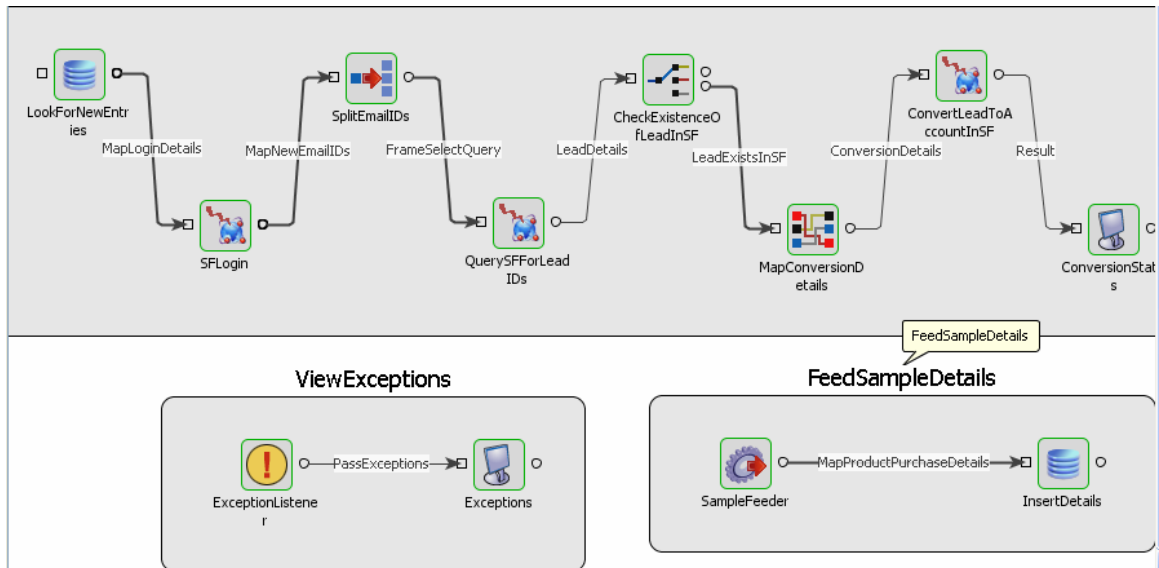 LookForNewEntr
ies
MapLoginDetails
SFLogin
MapNewEmailIDs
SplitEmailIDs
FrameSelectQuery
QuerySFForLead
IDs
LeadDetails
CheckExistenceO
fLeadInSF
LeadExistsInSF
MapConversionD
etails
ConversionDetails
ConvertLeadToA
ccountInSF
Result
ConversionStat
s
FeedSampleDetails
ViewExceptions
ExceptionListene
r
PassExceptions
Exceptions
FeedSampleDetails
SampleFeeder
MapProductPurchaseDetails
InsertDetails